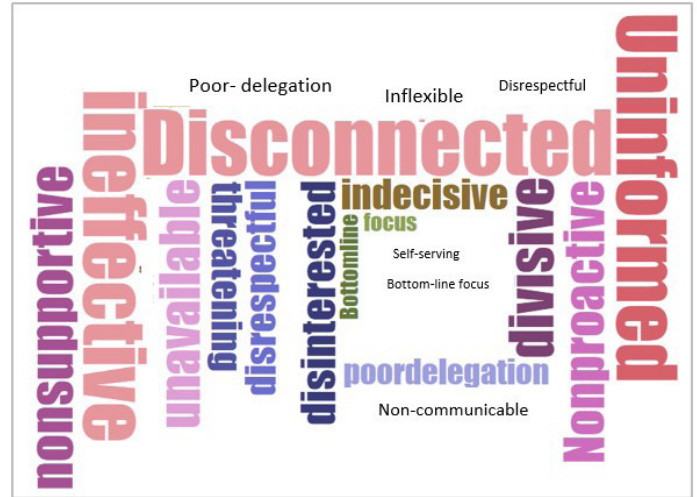 Uninformed
Poor- delegation
Inflexible
Disrespectful
ineffective
Disconnected
nonsupportive
unavailable
threatening
disrespectful
disinterested
indecisive
Bottomline
focus
divisive
Nonproactive
Self-serving
Bottom-line focus
poordelegation
Non-communicable